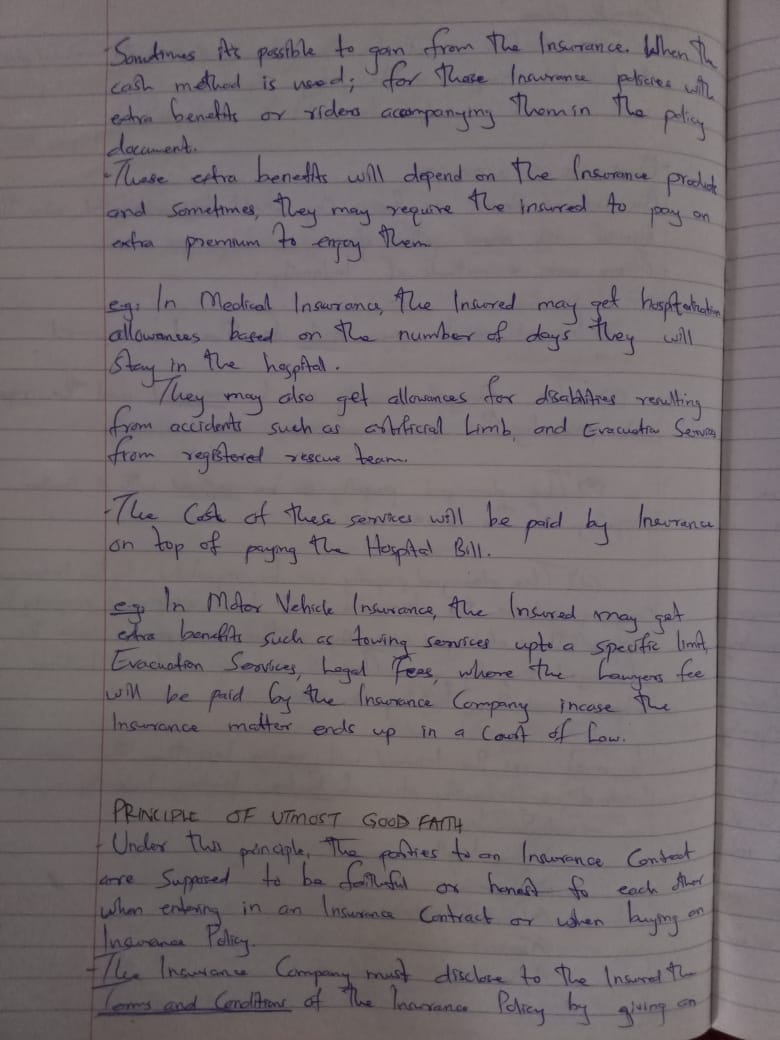 - Sometimes its possible to gain from the Insurance. When the
cash method is used; for those Insurance policies with
extra benefits or riders accompanying them in the policy
document.
- These extra benefits will depend on the Insurance product
and sometimes, they may require the insured to pay an
extra premium to enjoy them.
eg: In Medical Insurance, the Insured may get hospitalization
allowances based on the number of days they will
stay in the hospital.
They may also get allowances for disabilities resulting
from accidents such as artificial Limb, and Evacuation Services
from registered rescue team.
- The Cost of these services will be paid by Insurance
on top of paying the Hospital Bill.
eg. In Motor Vehicle Insurance, the Insured may get
extra benefits such as towing services upto a specific limit,
Evacuation Services, Legal Fees, where the Lawyers fee
will be paid by the Insurance Company incase the
Insurance matter ends up in a Court of Law.
PRINCIPLE OF UTMOST GOOD FAITH
- Under this principle, the parties to an Insurance Contract
are supposed to be faithful or honest to each other
when entering in an Insurance Contract or when buying an
Insurance Policy.
- The Insurance Company must disclose to the Insured the
Terms and Conditions of the Insurance Policy by giving an